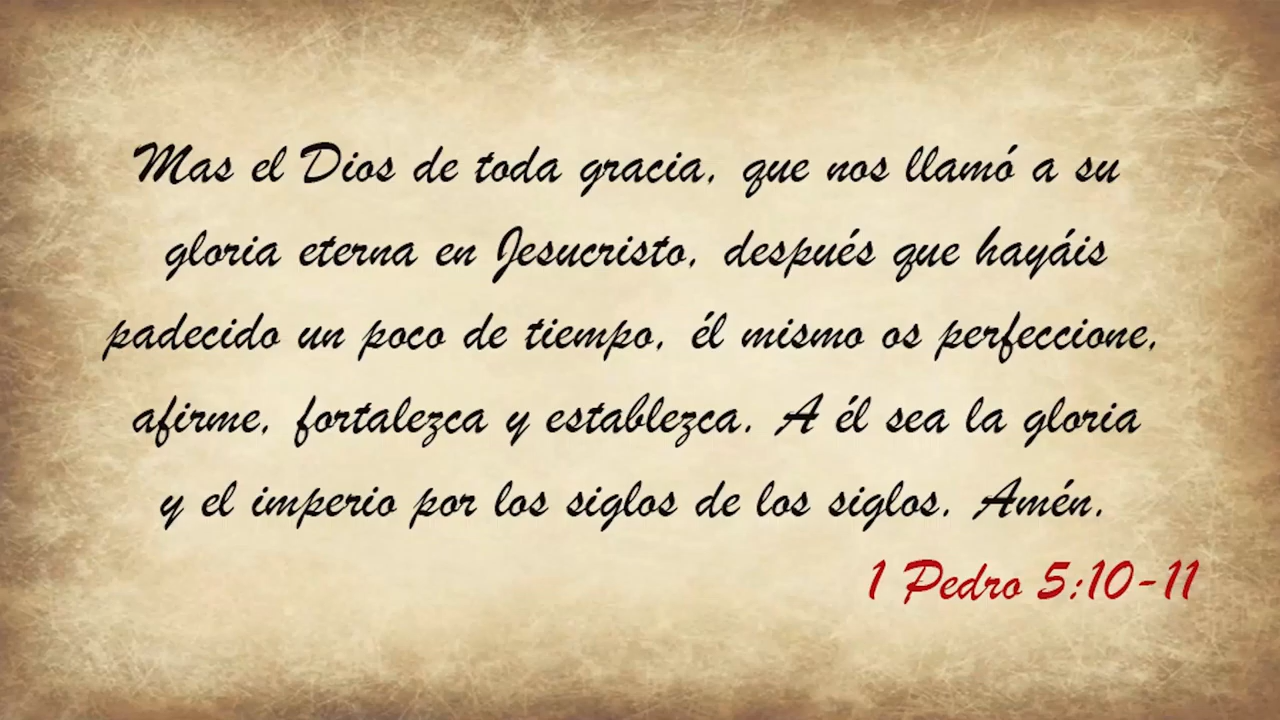 Mas el Dios de toda gracia, que nos llamó a su
gloria eterna en Jesucristo, después que hayáis
padecido un poco de tiempo, él mismo os perfeccione,
afirme, fortalezca y establezca. A él sea la gloria
y el imperio por los siglos de los siglos. Amén.
1 Pedro 5:10-11